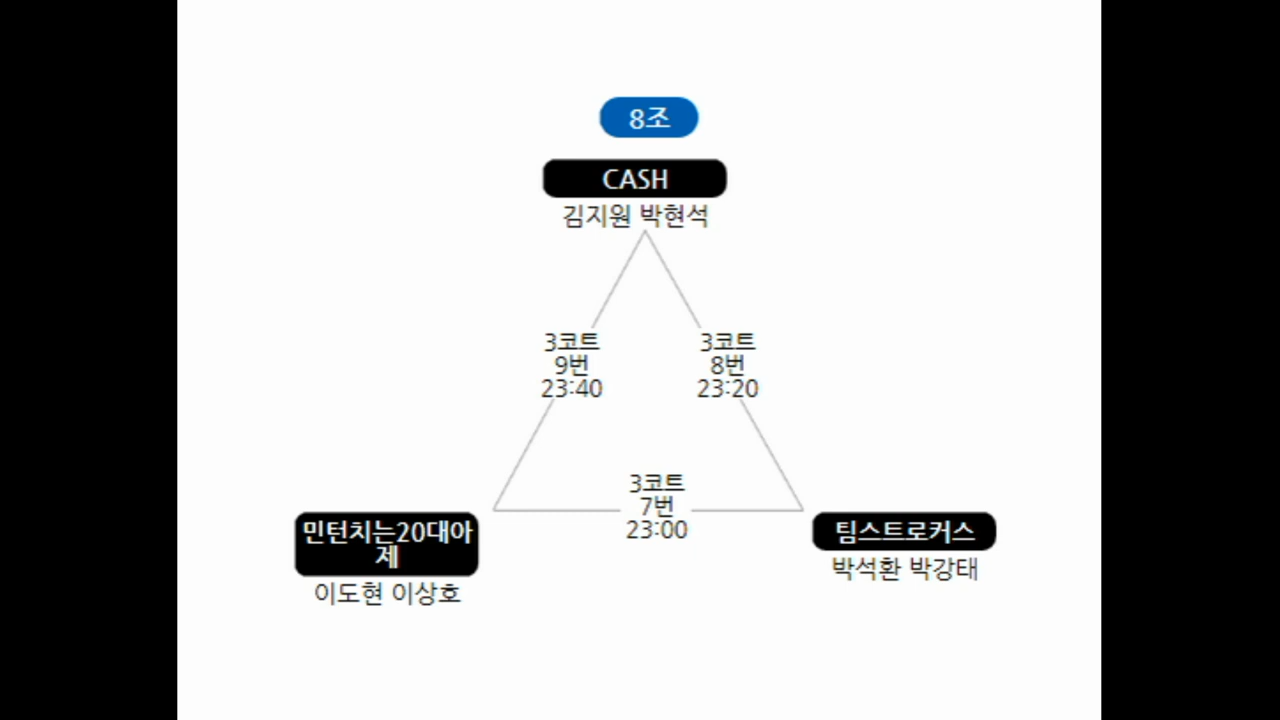 8조
CASH
김지원 박현석
3코트
9번
23:40
3코트
8번
23:20
3코트
7번
23:00
민턴치는20대아
제
이도현 이상호
팀스트로커스
박석환 박강태